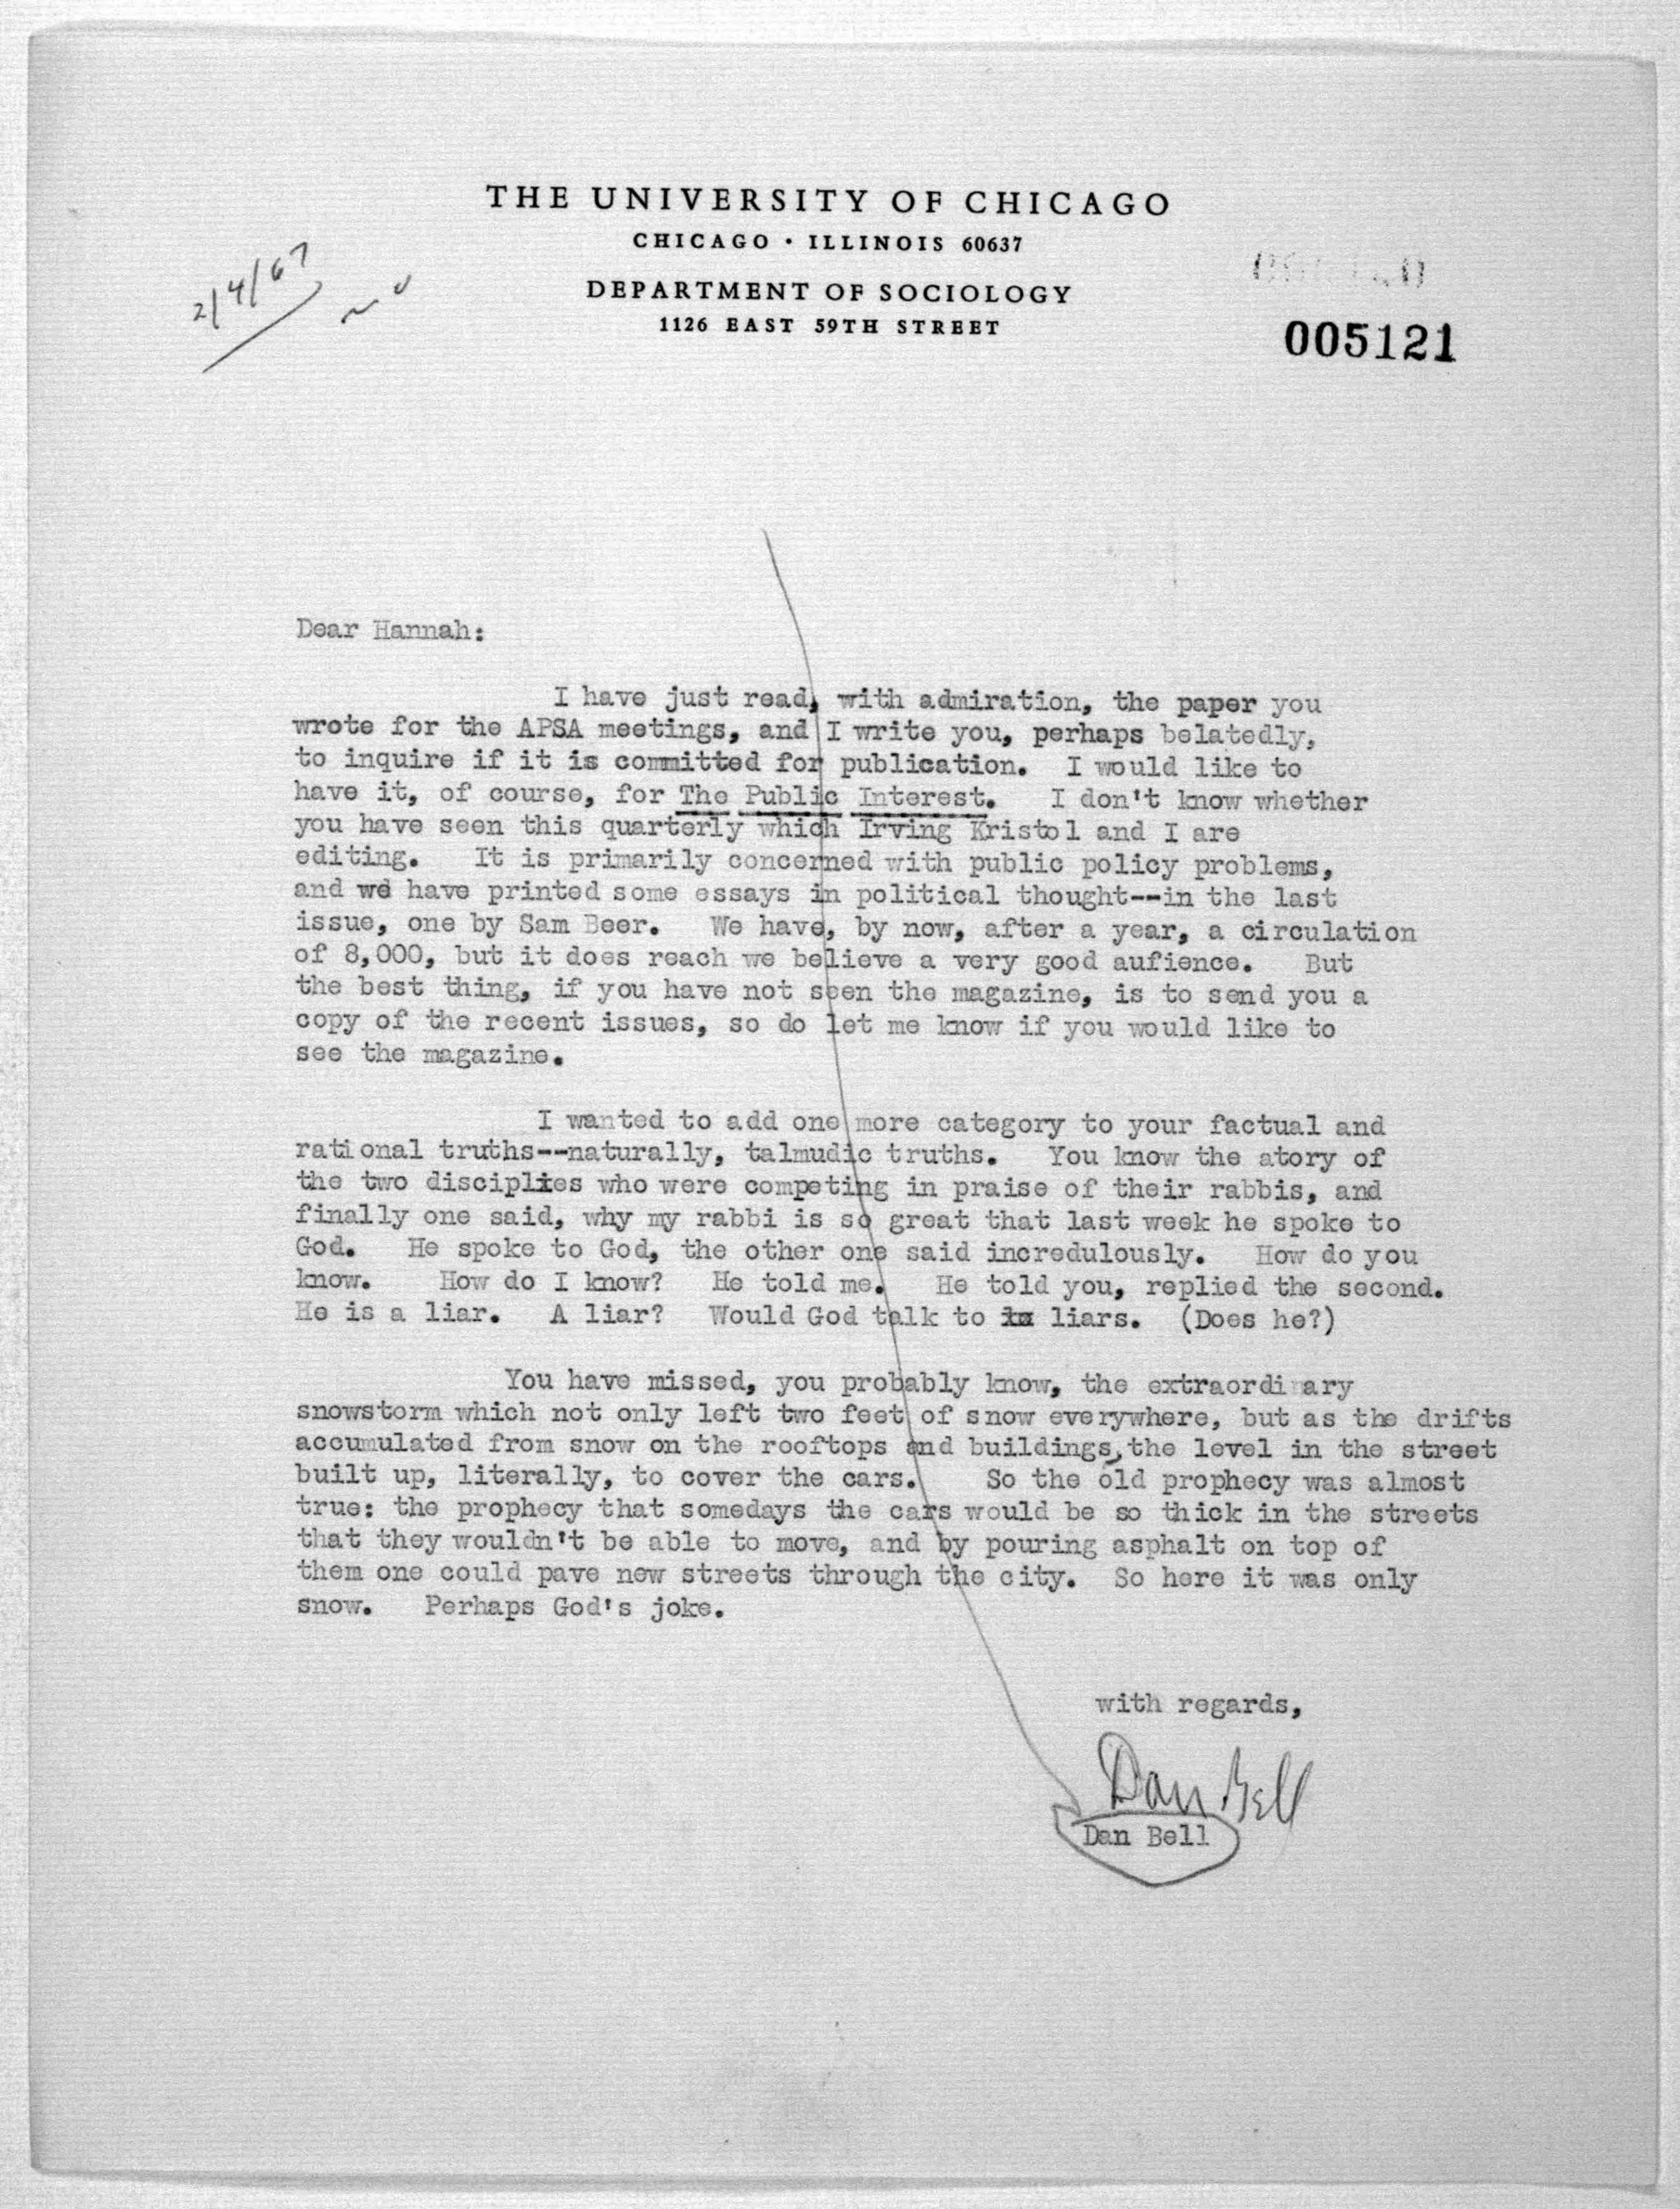 THE UNIVERSITY OF CHICAGO
CHICAGO • ILLINOIS 60637
DEPARTMENT OF SOCIOLOGY
1126 EAST 59TH STREET
2/4/67
005121
Dear Hannah:
I have just read, with admiration, the paper you
wrote for the APSA meetings, and I write you, perhaps belatedly,
to inquire if it is committed for publication. I would like to
have it, of course, for The Public Interest. I don't know whether
you have seen this quarterly which Irving Kristol and I are
editing. It is primarily concerned with public policy problems,
and we have printed some essays in political thought--in the last
issue, one by Sam Beer. We have, by now, after a year, a circulation
of 8,000, but it does reach we believe a very good aufience. But
the best thing, if you have not seen the magazine, is to send you a
copy of the recent issues, so do let me know if you would like to
see the magazine.
I wanted to add one more category to your factual and
rational truths--naturally, talmudic truths. You know the atory of
the two disciplies who were competing in praise of their rabbis, and
finally one said, why my rabbi is so great that last week he spoke to
God. He spoke to God, the other one said incredulously. How do you
know. How do I know? He told me. He told you, replied the second.
He is a liar. A liar? Would God talk to liars. (Does he?)
You have missed, you probably know, the extraordi ary
snowstorm which not only left two feet of snow everywhere, but as the drifts
accumulated from snow on the rooftops and buildings, the level in the street
built up, literally, to cover the cars. So the old prophecy was almost
true: the prophecy that somedays the cars would be so thick in the streets
that they wouldn't be able to move, and by pouring asphalt on top of
them one could pave new streets through the city. So here it was only
snow. Perhaps God's joke.
with regards,
Dan Bell
Dan Bell